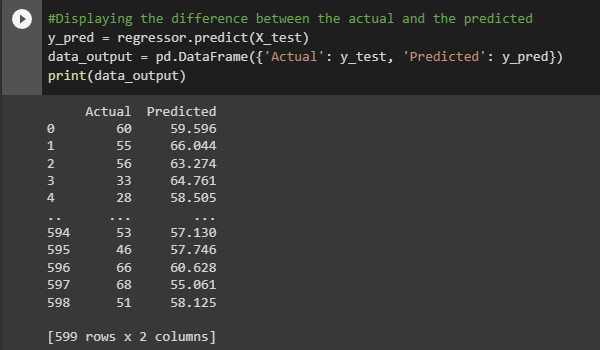 #Displaying the difference between the actual and the predicted
y_pred = regressor.predict(X_test)
data_output = pd.DataFrame({'Actual': y_test, 'Predicted': y_pred})
print(data_output)
Actual Predicted
0 60 59.596
1 55 66.044
2 56 63.274
3 33 64.761
4 28 58.505
.. ... ...
594 53 57.130
595 46 57.746
596 66 60.628
597 68 55.061
598 51 58.125
[599 rows x 2 columns]